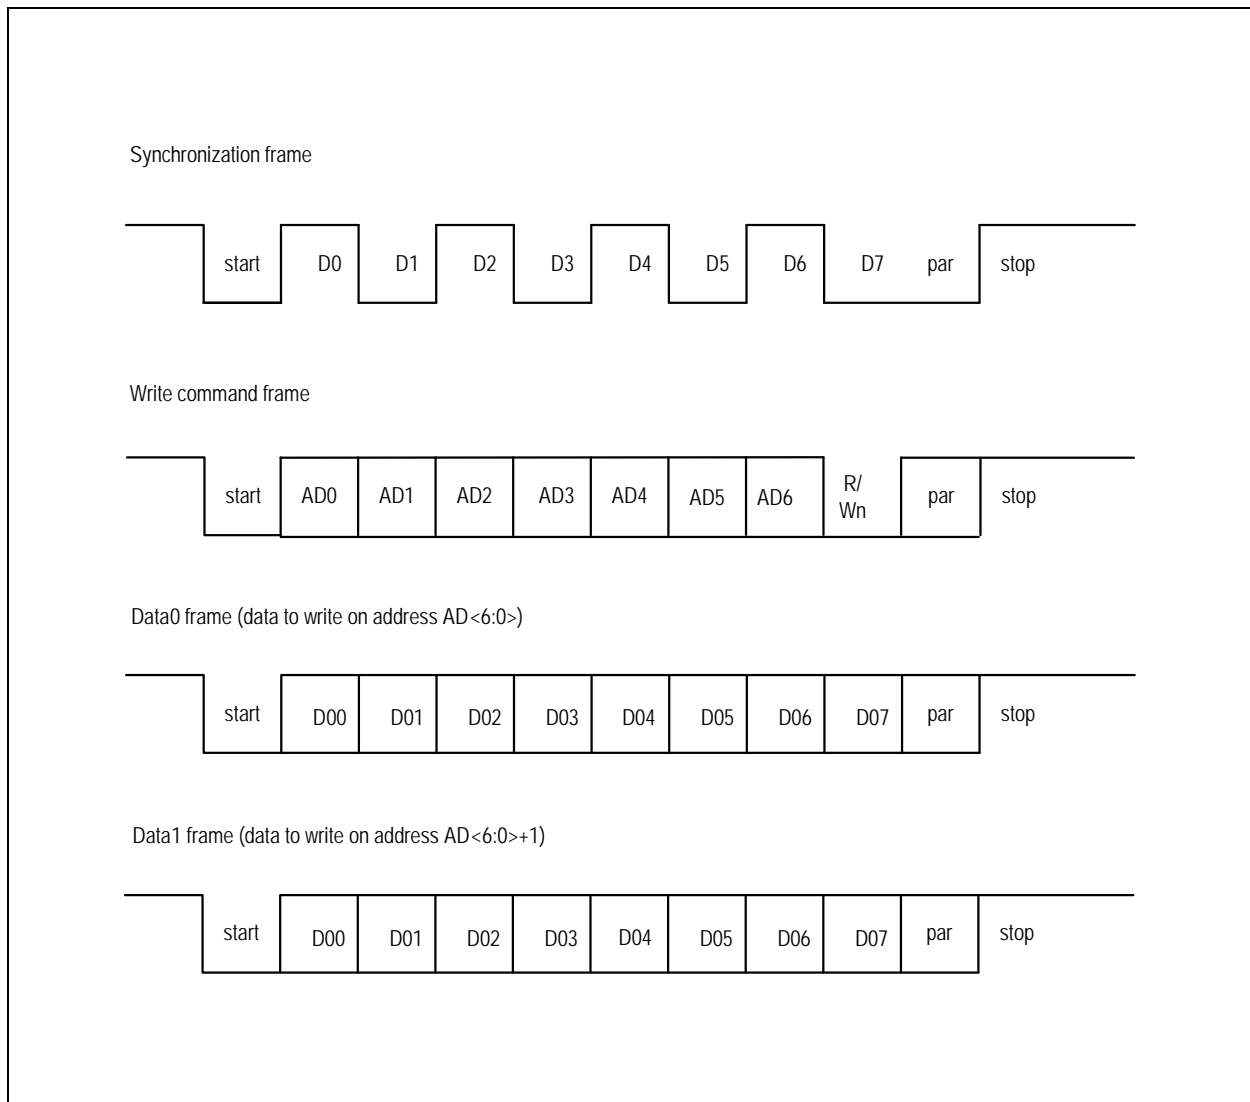 Synchronization frame
start D0 D1 D2 D3 D4 D5 D6 D7 par stop
Write command frame
start AD0 AD1 AD2 AD3 AD4 AD5 AD6 R/ Wn par stop
Data0 frame (data to write on address AD<6:0>)
start D00 D01 D02 D03 D04 D05 D06 D07 par stop
Data1 frame (data to write on address AD<6:0>+1)
start D00 D01 D02 D03 D04 D05 D06 D07 par stop